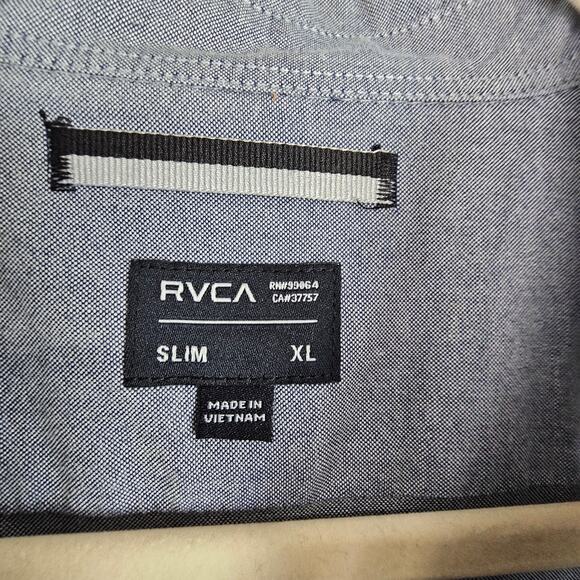 RVCA
RN#99064
CA#37757
SLIM XL
MADE IN
VIETNAM